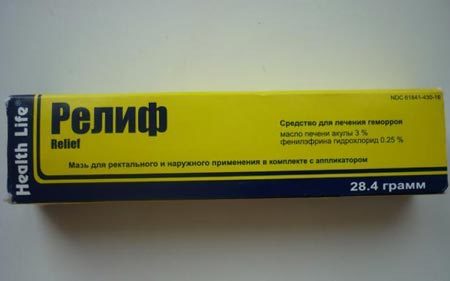 Health Life®
NDC 61841-430-16
Релиф
Relief
Средство для лечения геморроя
масло печени акулы 3 %
фенилэфрина гидрохлорид 0.25 %
Мазь для ректального и наружного применения в комплекте с аппликатором
28.4 грамм